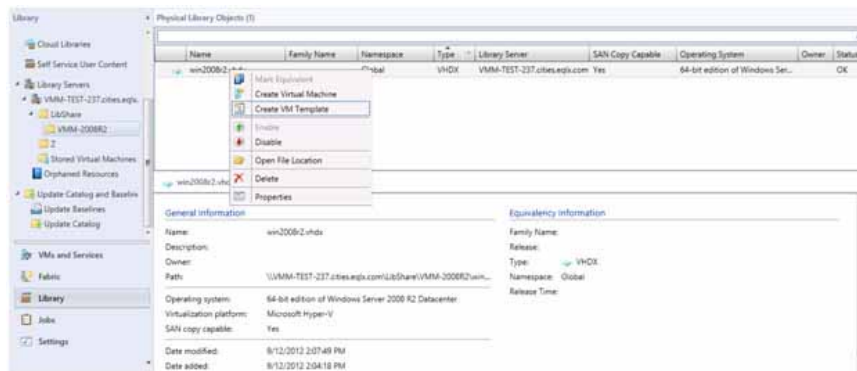 Library
Cloud Libraries
Self Service User Content
Library Servers
VMM-TEST-237.cities.eqlx.
LibShare
VMM-2008R2
Z
Stored Virtual Machines
Orphaned Resources
Update Catalog and Baselin
Update Baselines
Update Catalog
VMs and Services
Fabric
Library
Jobs
Settings
Physical Library Objects (1)
Name Family Name Namespace Type Library Server SAN Copy Capable Operating System Owner Status
win2008r2.vhdx Global VHDX VMM-TEST-237.cities.eqlx.com Yes 64-bit edition of Windows Ser... OK
Mark Equivalent
Create Virtual Machine
Create VM Template
Enable
Disable
Open File Location
Delete
Properties
win2008r2.vhdx
General Information
Name: win2008r2.vhdx
Description:
Owner:
Path: \\VMM-TEST-237.cities.eqlx.com\LibShare\VMM-2008R2\win...
Operating system: 64-bit edition of Windows Server 2008 R2 Datacenter
Virtualization platform: Microsoft Hyper-V
SAN copy capable: Yes
Date modified: 9/12/2012 2:07:49 PM
Date added: 9/12/2012 2:04:18 PM
Equivalency Information
Family Name:
Release:
Type: VHDX
Namespace: Global
Release Time: